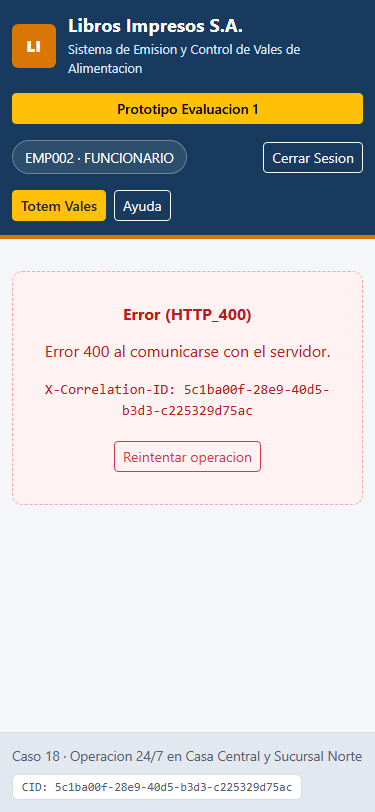 LI
Libros Impresos S.A.
Sistema de Emision y Control de Vales de
Alimentacion
Prototipo Evaluacion 1
EMP002 · FUNCIONARIO
Cerrar Sesion
Totem Vales
Ayuda
Error (HTTP_400)
Error 400 al comunicarse con el servidor.
X-Correlation-ID: 5c1ba00f-28e9-40d5-
b3d3-c225329d75ac
Reintentar operacion
Caso 18 · Operacion 24/7 en Casa Central y Sucursal Norte
CID: 5c1ba00f-28e9-40d5-b3d3-c225329d75ac